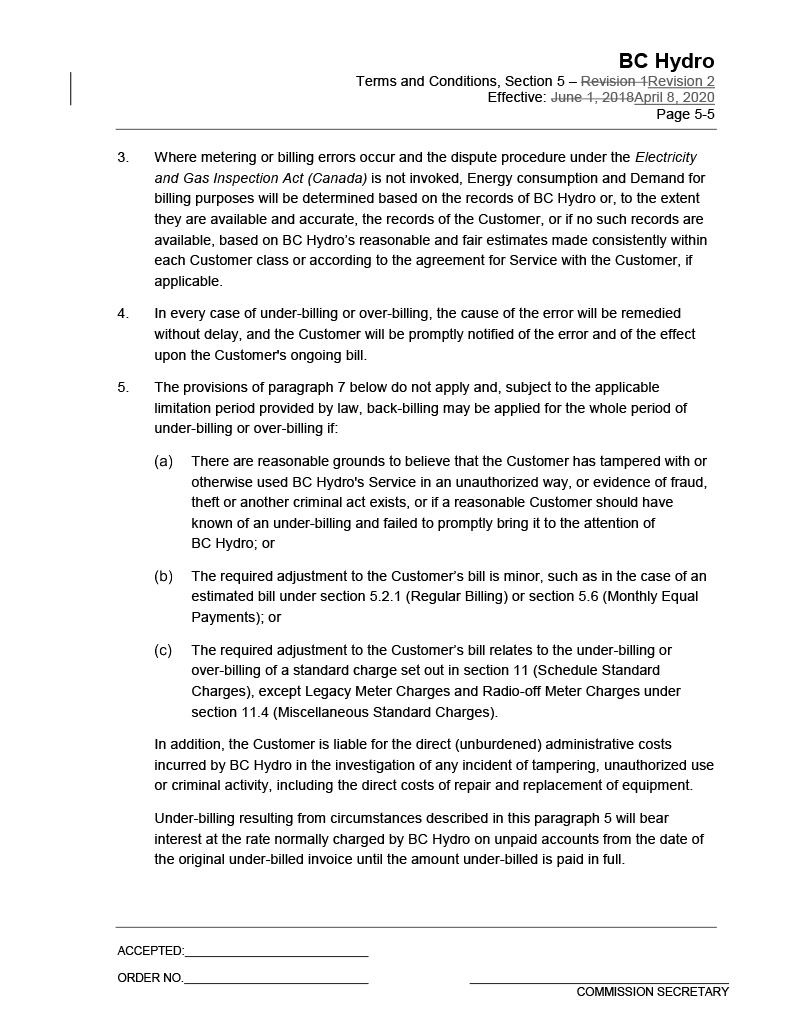 BC Hydro
Terms and Conditions, Section 5 – Revision 1Revision 2
Effective: June 1, 2018April 8, 2020
Page 5-5
3. Where metering or billing errors occur and the dispute procedure under the Electricity
and Gas Inspection Act (Canada) is not invoked, Energy consumption and Demand for
billing purposes will be determined based on the records of BC Hydro or, to the extent
they are available and accurate, the records of the Customer, or if no such records are
available, based on BC Hydro’s reasonable and fair estimates made consistently within
each Customer class or according to the agreement for Service with the Customer, if
applicable.
4. In every case of under-billing or over-billing, the cause of the error will be remedied
without delay, and the Customer will be promptly notified of the error and of the effect
upon the Customer's ongoing bill.
5. The provisions of paragraph 7 below do not apply and, subject to the applicable
limitation period provided by law, back-billing may be applied for the whole period of
under-billing or over-billing if:
(a) There are reasonable grounds to believe that the Customer has tampered with or
otherwise used BC Hydro's Service in an unauthorized way, or evidence of fraud,
theft or another criminal act exists, or if a reasonable Customer should have
known of an under-billing and failed to promptly bring it to the attention of
BC Hydro; or
(b) The required adjustment to the Customer’s bill is minor, such as in the case of an
estimated bill under section 5.2.1 (Regular Billing) or section 5.6 (Monthly Equal
Payments); or
(c) The required adjustment to the Customer’s bill relates to the under-billing or
over-billing of a standard charge set out in section 11 (Schedule Standard
Charges), except Legacy Meter Charges and Radio-off Meter Charges under
section 11.4 (Miscellaneous Standard Charges).
In addition, the Customer is liable for the direct (unburdened) administrative costs
incurred by BC Hydro in the investigation of any incident of tampering, unauthorized use
or criminal activity, including the direct costs of repair and replacement of equipment.
Under-billing resulting from circumstances described in this paragraph 5 will bear
interest at the rate normally charged by BC Hydro on unpaid accounts from the date of
the original under-billed invoice until the amount under-billed is paid in full.
ACCEPTED:
ORDER NO.
COMMISSION SECRETARY